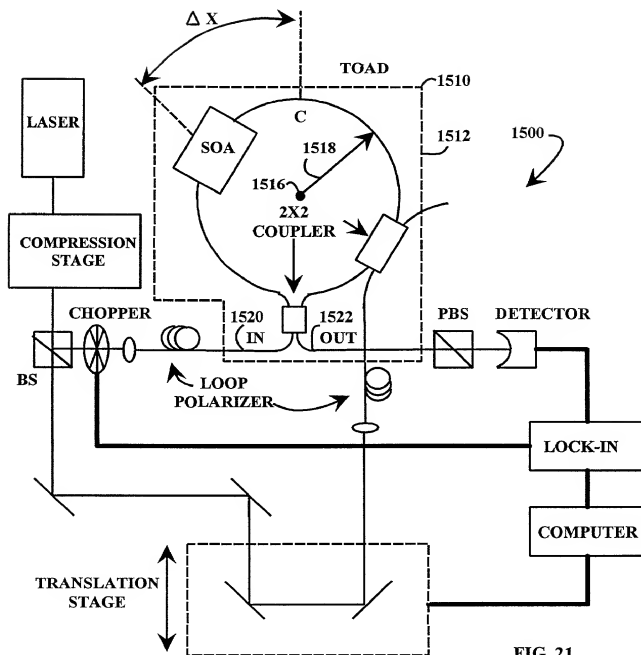 Δ X
TOAD
1510
LASER
C
1512
SOA
1518
1500
1516
2X2
COUPLER
COMPRESSION
STAGE
CHOPPER
1520
1522
PBS
DETECTOR
IN
OUT
BS
LOOP
POLARIZER
LOCK-IN
COMPUTER
TRANSLATION
STAGE
FIG. 21